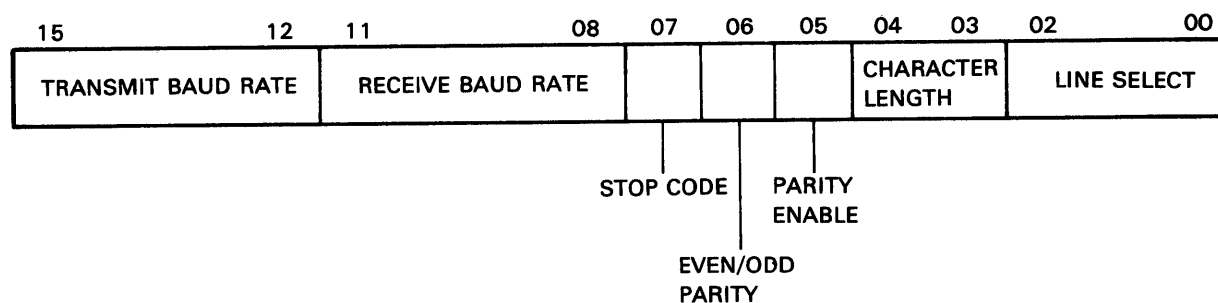 15 12 11 08 07 06 05 04 03 02 00
TRANSMIT BAUD RATE RECEIVE BAUD RATE CHARACTER LINE SELECT
LENGTH
STOP CODE PARITY
ENABLE
EVEN/ODD
PARITY